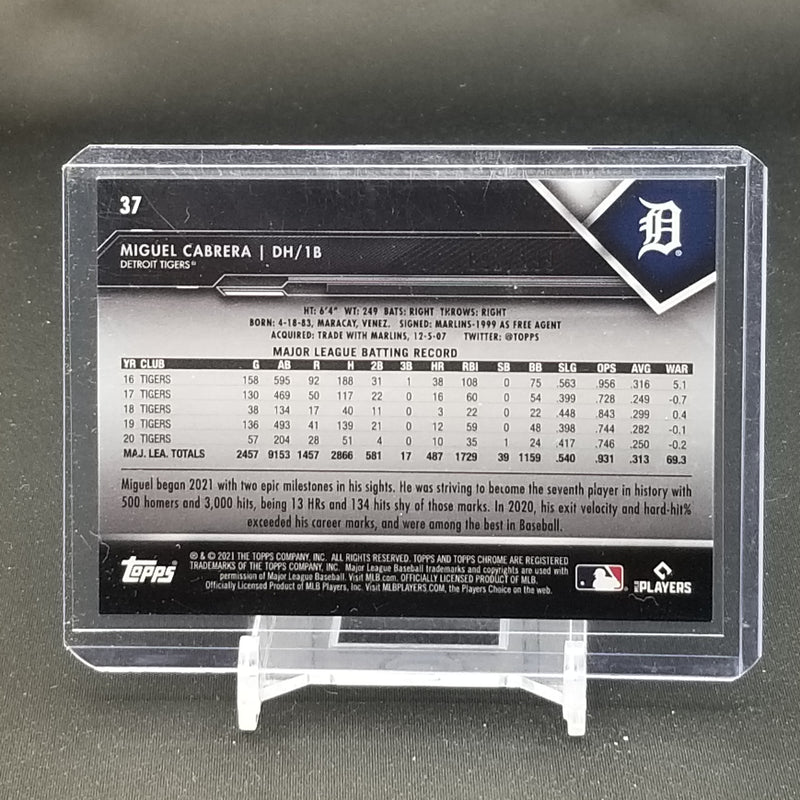 37
D
MIGUEL CABRERA | DH/1B
DETROIT TIGERS®
HT: 6'4" WT: 249 BATS: RIGHT THROWS: RIGHT
BORN: 4-18-83, MARACAY, VENEZ. SIGNED: MARLINS-1999 AS FREE AGENT
ACQUIRED: TRADE WITH MARLINS, 12-5-07 TWITTER: @TOPPS
MAJOR LEAGUE BATTING RECORD
YR CLUB G AB R H 2B 3B HR RBI SB BB SLG OPS AVG WAR
16 TIGERS 158 595 92 188 31 1 38 108 0 75 .563 .956 .316 5.1
17 TIGERS 130 469 50 117 22 0 16 60 0 54 .399 .728 .249 -0.7
18 TIGERS 38 134 17 40 11 0 3 22 0 22 .448 .843 .299 0.4
19 TIGERS 136 493 41 139 21 0 12 59 0 48 .398 .744 .282 -0.1
20 TIGERS 57 204 28 51 4 0 10 35 1 24 .417 .746 .250 -0.2
MAJ. LEA. TOTALS 2457 9153 1457 2866 581 17 487 1729 39 1159 .540 .931 .313 69.3
Miguel began 2021 with two epic milestones in his sights. He was striving to become the seventh player in history with
500 homers and 3,000 hits, being 13 HRs and 134 hits shy of those marks. In 2020, his exit velocity and hard-hit%
exceeded his career marks, and were among the best in Baseball.
Topps
® & © 2021 THE TOPPS COMPANY, INC. ALL RIGHTS RESERVED. TOPPS AND TOPPS CHROME ARE REGISTERED
TRADEMARKS OF THE TOPPS COMPANY, INC. Major League Baseball trademarks and copyrights are used with
permission of Major League Baseball. Visit MLB.com. OFFICIALLY LICENSED PRODUCT OF MLB.
Officially Licensed Product of MLB Players, Inc. Visit MLBPLAYERS.COM, the Players Choice on the web.
MLB PLAYERS